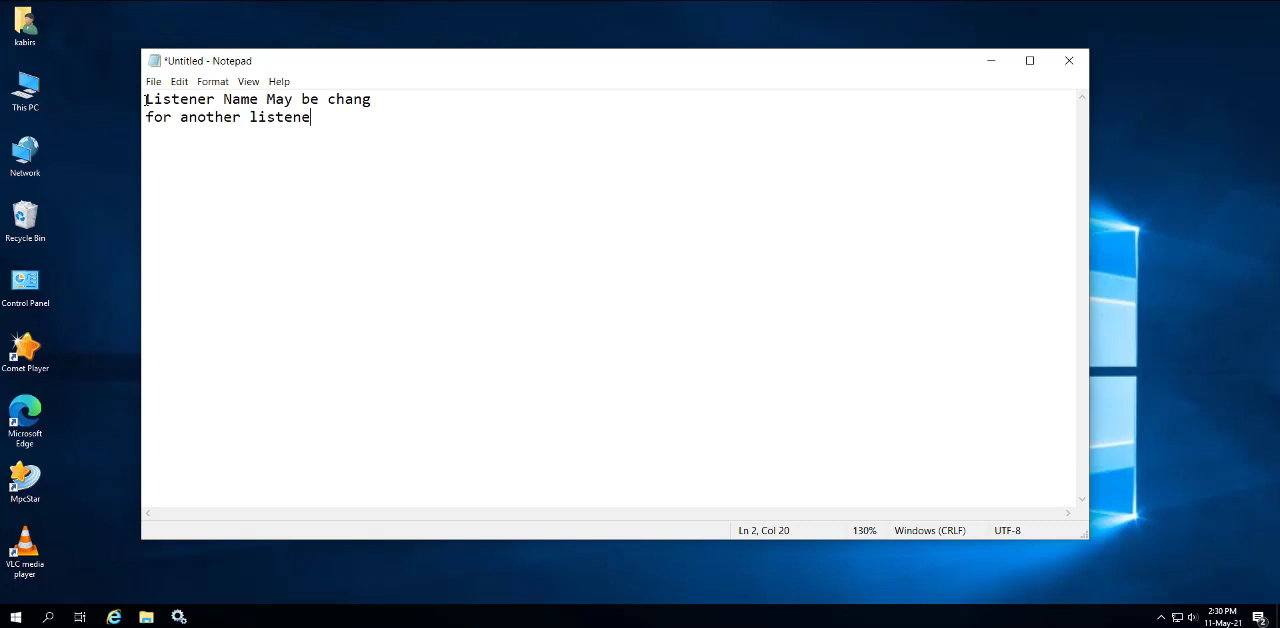 kabirs
This PC
Network
Recycle Bin
Control Panel
Comet Player
Microsoft
Edge
MpcStar
VLC media
player
*Untitled - Notepad
File Edit Format View Help
Listener Name May be chang
for another listene
Ln 2, Col 20 130% Windows (CRLF) UTF-8
2:30 PM
11-May-21
2